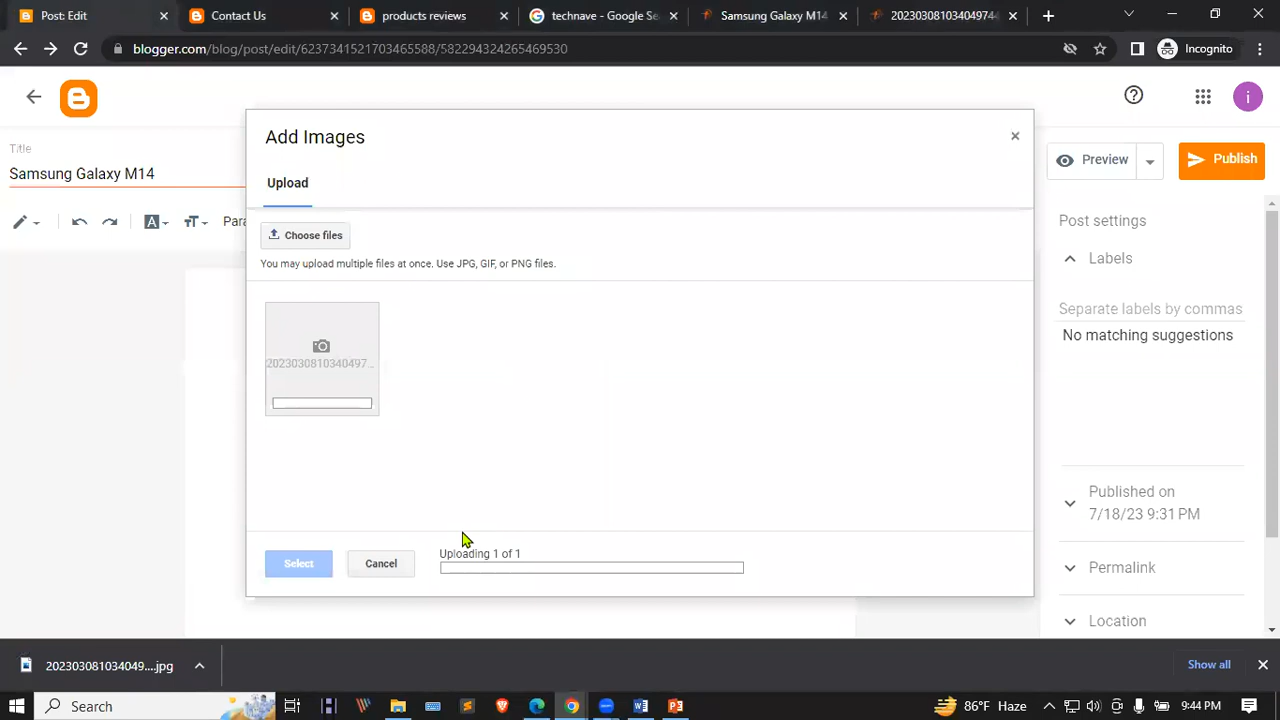 Post: Edit
Contact Us
products reviews
technave - Google Se
Samsung Galaxy M14
202303081034049744
blogger.com/blog/post/edit/6237341521703465588/582294324265469530
Incognito
i
Add Images
Title
Samsung Galaxy M14
Preview
Publish
Upload
A
Para
Choose files
You may upload multiple files at once. Use JPG, GIF, or PNG files.
Post settings
Labels
Separate labels by commas
No matching suggestions
2023030810340497...
Published on
7/18/23 9:31 PM
Uploading 1 of 1
Select
Cancel
Permalink
Location
202303081034049....jpg
Show all
Search
86°F Haze
9:44 PM